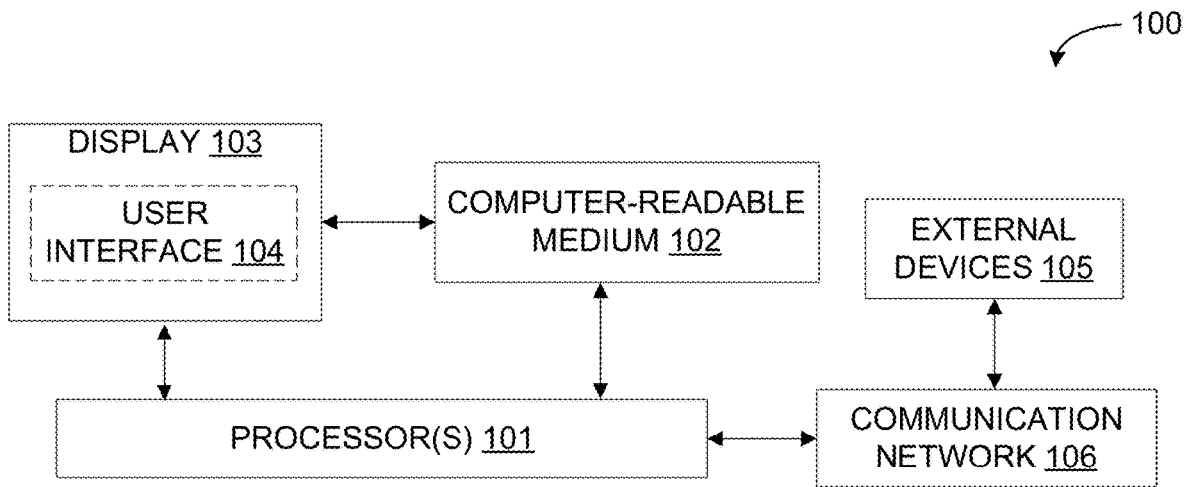 100
DISPLAY 103
USER
INTERFACE 104
COMPUTER-READABLE
MEDIUM 102
EXTERNAL
DEVICES 105
PROCESSOR(S) 101
COMMUNICATION
NETWORK 106